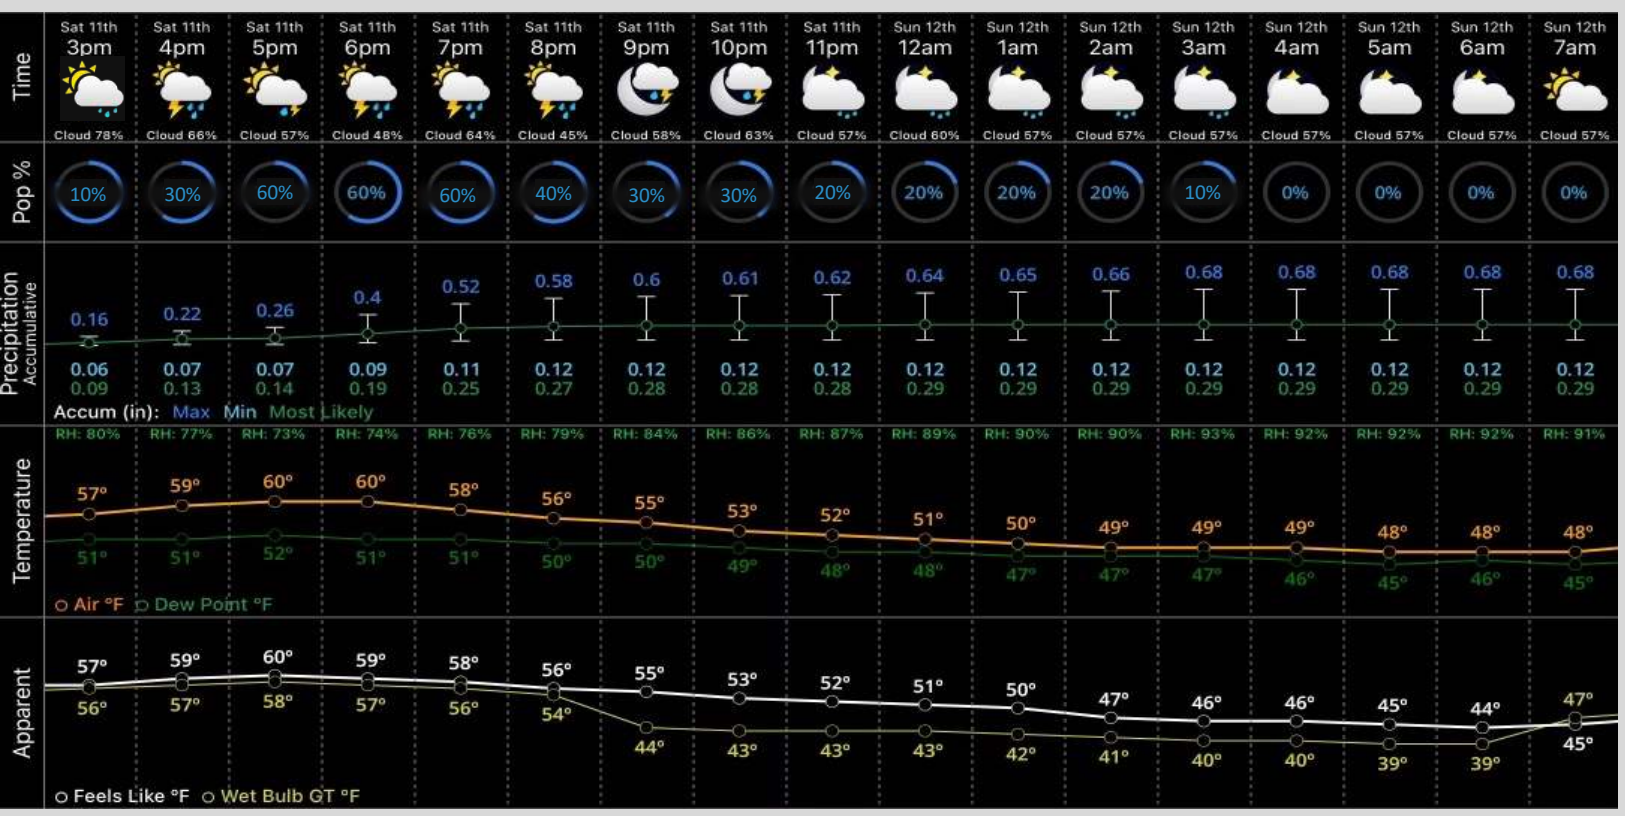 Time
Sat 11th Sat 11th Sat 11th Sat 11th Sat 11th Sat 11th Sat 11th Sat 11th Sat 11th Sun 12th Sun 12th Sun 12th Sun 12th Sun 12th Sun 12th Sun 12th Sun 12th
3pm 4pm 5pm 6pm 7pm 8pm 9pm 10pm 11pm 12am 1am 2am 3am 4am 5am 6am 7am
Cloud 78% Cloud 66% Cloud 57% Cloud 48% Cloud 64% Cloud 45% Cloud 58% Cloud 63% Cloud 57% Cloud 60% Cloud 57% Cloud 57% Cloud 57% Cloud 57% Cloud 57% Cloud 57% Cloud 57%
Pop %
10% 30% 60% 60% 60% 40% 30% 30% 20% 20% 20% 20% 10% 0% 0% 0% 0%
Precipitation
Accumulative
0.16 0.22 0.26 0.4 0.52 0.58 0.6 0.61 0.62 0.64 0.65 0.66 0.68 0.68 0.68 0.68 0.68
0.06 0.07 0.07 0.09 0.11 0.12 0.12 0.12 0.12 0.12 0.12 0.12 0.12 0.12 0.12 0.12 0.12
0.09 0.13 0.14 0.19 0.25 0.27 0.28 0.28 0.28 0.29 0.29 0.29 0.29 0.29 0.29 0.29 0.29
Accum (in): Max Min Most Likely
Temperature
RH: 80% RH: 77% RH: 73% RH: 74% RH: 76% RH: 79% RH: 84% RH: 86% RH: 87% RH: 89% RH: 90% RH: 90% RH: 93% RH: 92% RH: 92% RH: 92% RH: 91%
57° 59° 60° 60° 58° 56° 55° 53° 52° 51° 50° 49° 49° 49° 48° 48° 48°
51° 51° 52° 51° 51° 50° 50° 49° 48° 48° 47° 47° 47° 46° 45° 46° 45°
Air °F Dew Point °F
Apparent
57° 59° 60° 59° 58° 56° 55° 53° 52° 51° 50° 47° 46° 46° 45° 44° 47°
56° 57° 58° 57° 56° 54° 44° 43° 43° 43° 42° 41° 40° 40° 39° 39° 45°
Feels Like °F Wet Bulb GT °F